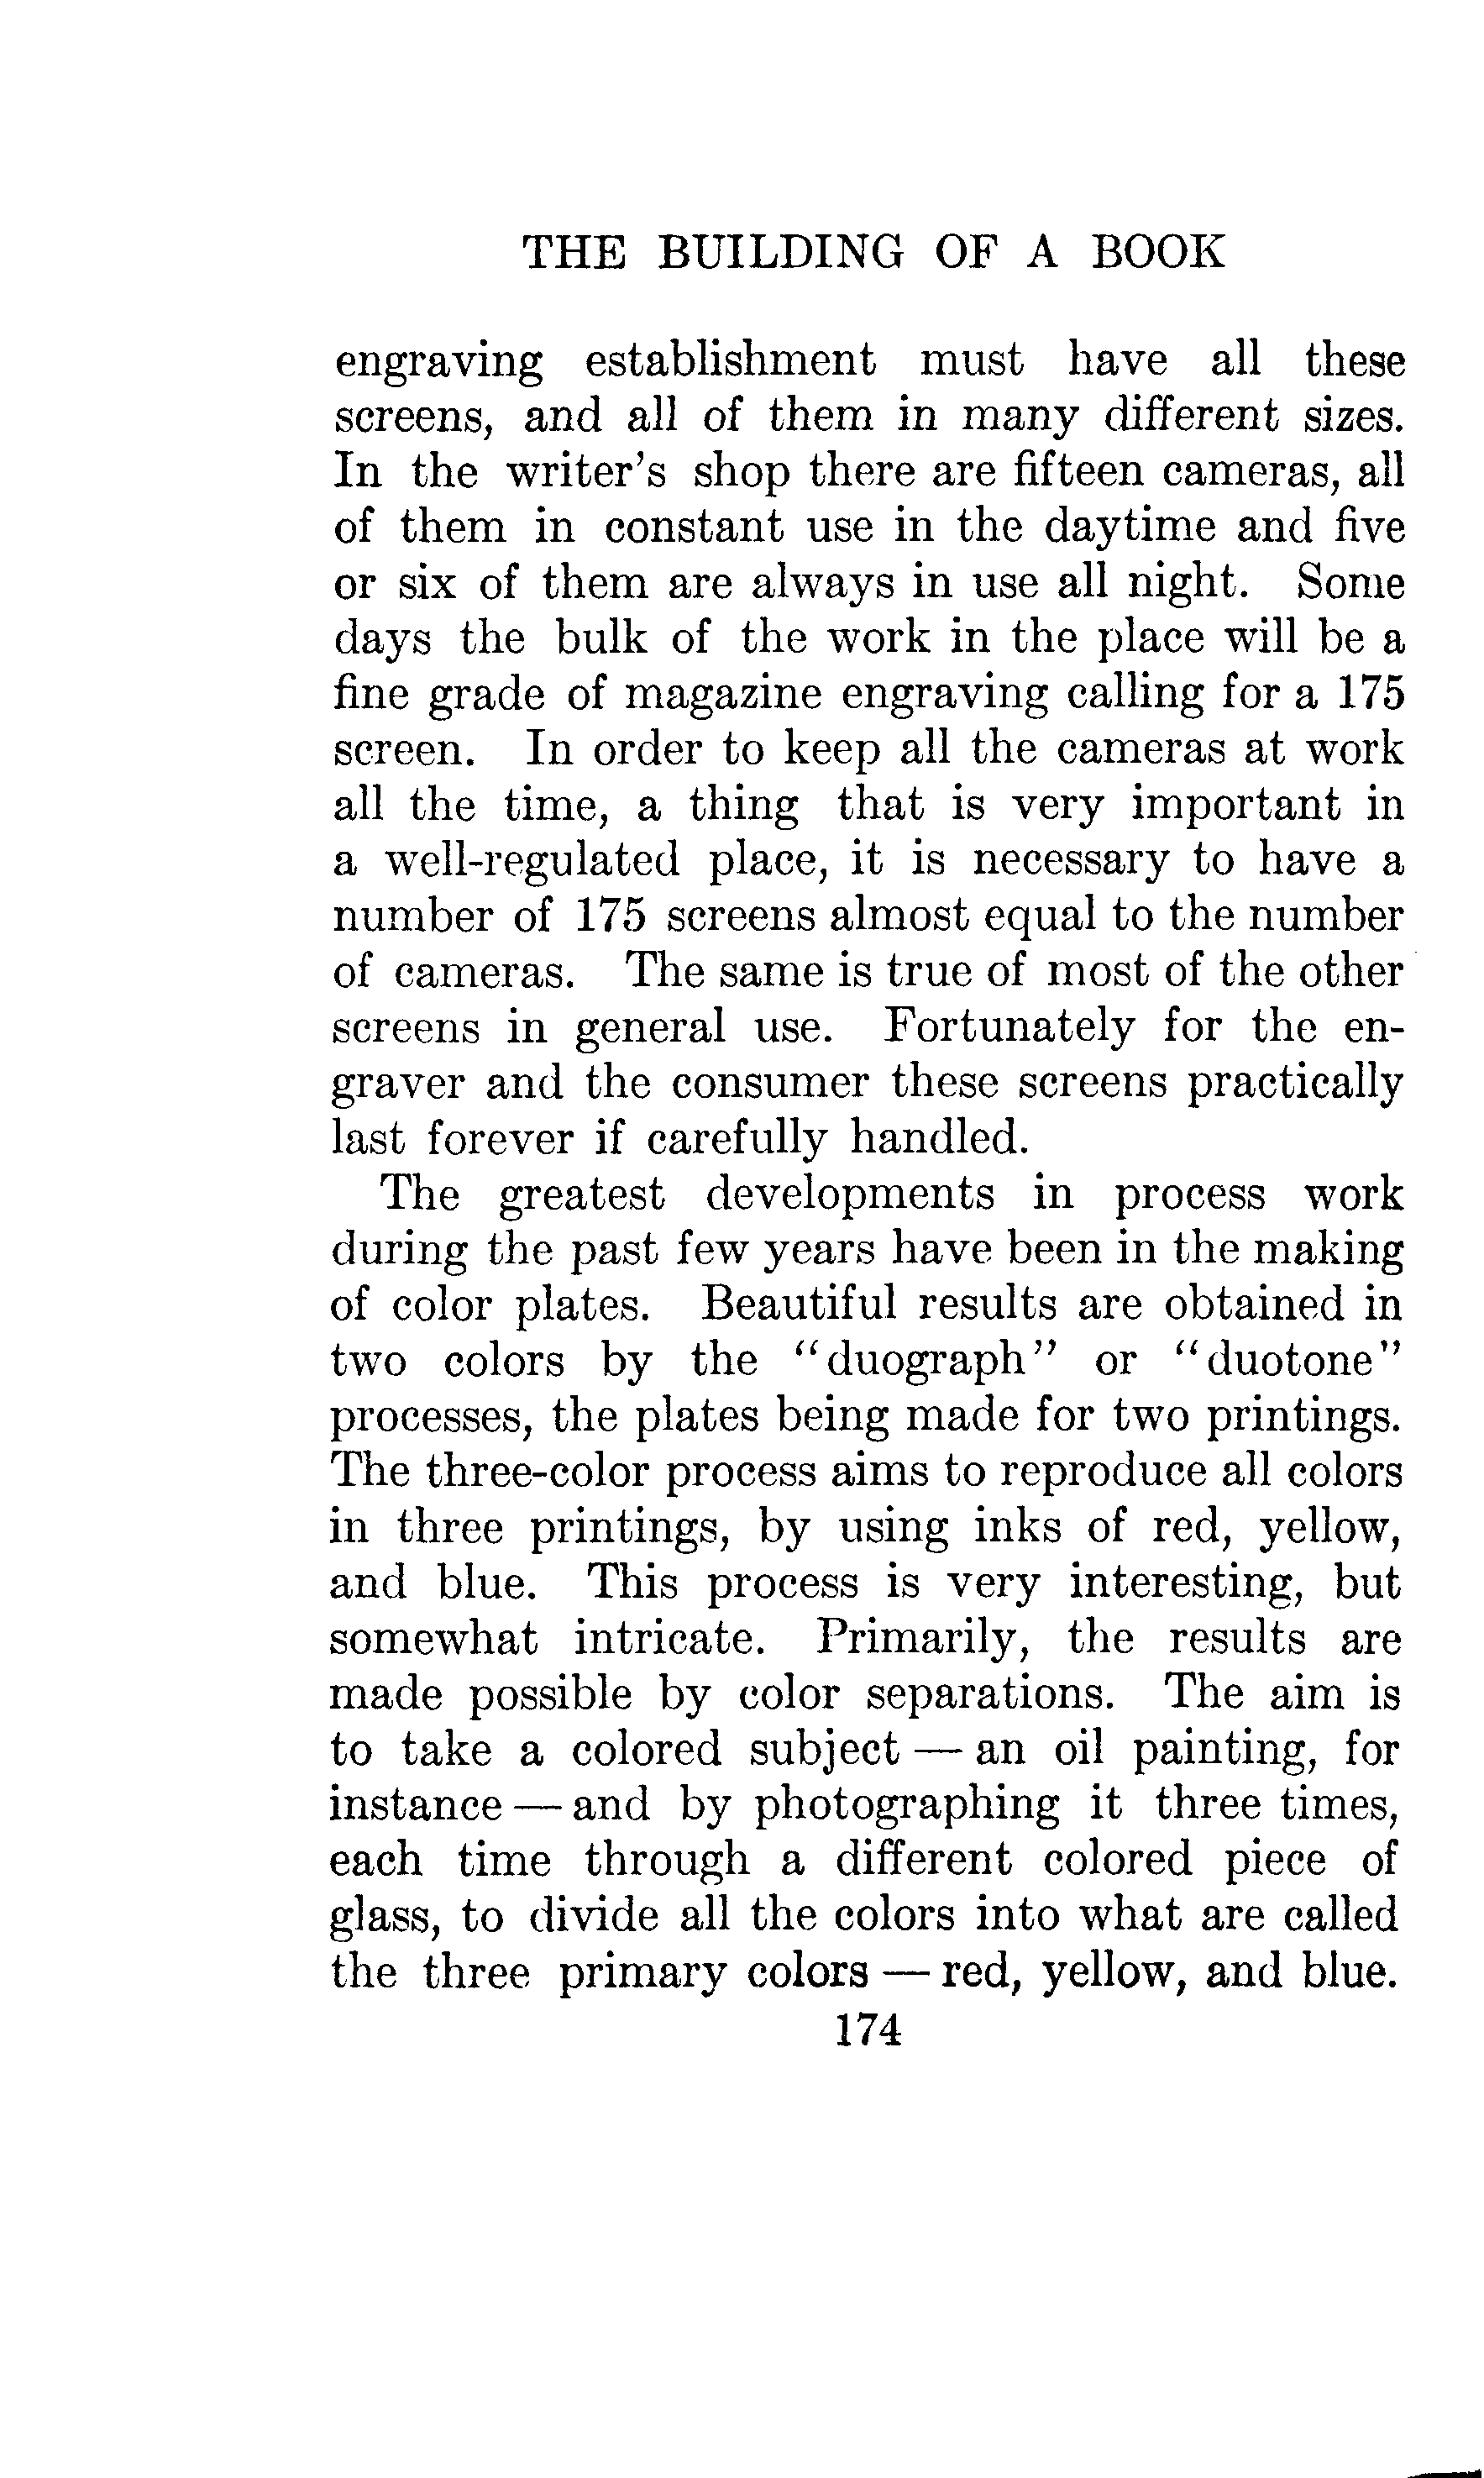 THE BUILDING OF A BOOK
engraving establishment must have all these
screens, and all of them in many different sizes.
In the writer's shop there are fifteen cameras, all
of them in constant use in the daytime and five
or six of them are always in use all night. Some
days the bulk of the work in the place will be a
fine grade of magazine engraving calling for a 175
screen. In order to keep all the cameras at work
all the time, a thing that is very important in
a well-regulated place, it is necessary to have a
number of 175 screens almost equal to the number
of cameras. The same is true of most of the other
screens in general use. Fortunately for the en-
graver and the consumer these screens practically
last forever if carefully handled.
The greatest developments in process work
during the past few years have been in the making
of color plates. Beautiful results are obtained in
two colors by the "duograph" or "duotone"
processes, the plates being made for two printings.
The three-color process aims to reproduce all colors
in three printings, by using inks of red, yellow,
and blue. This process is very interesting, but
somewhat intricate. Primarily, the results are
made possible by color separations. The aim is
to take a colored subject — an oil painting, for
instance — and by photographing it three times,
each time through a different colored piece of
glass, to divide all the colors into what are called
the three primary colors — red, yellow, and blue.
174